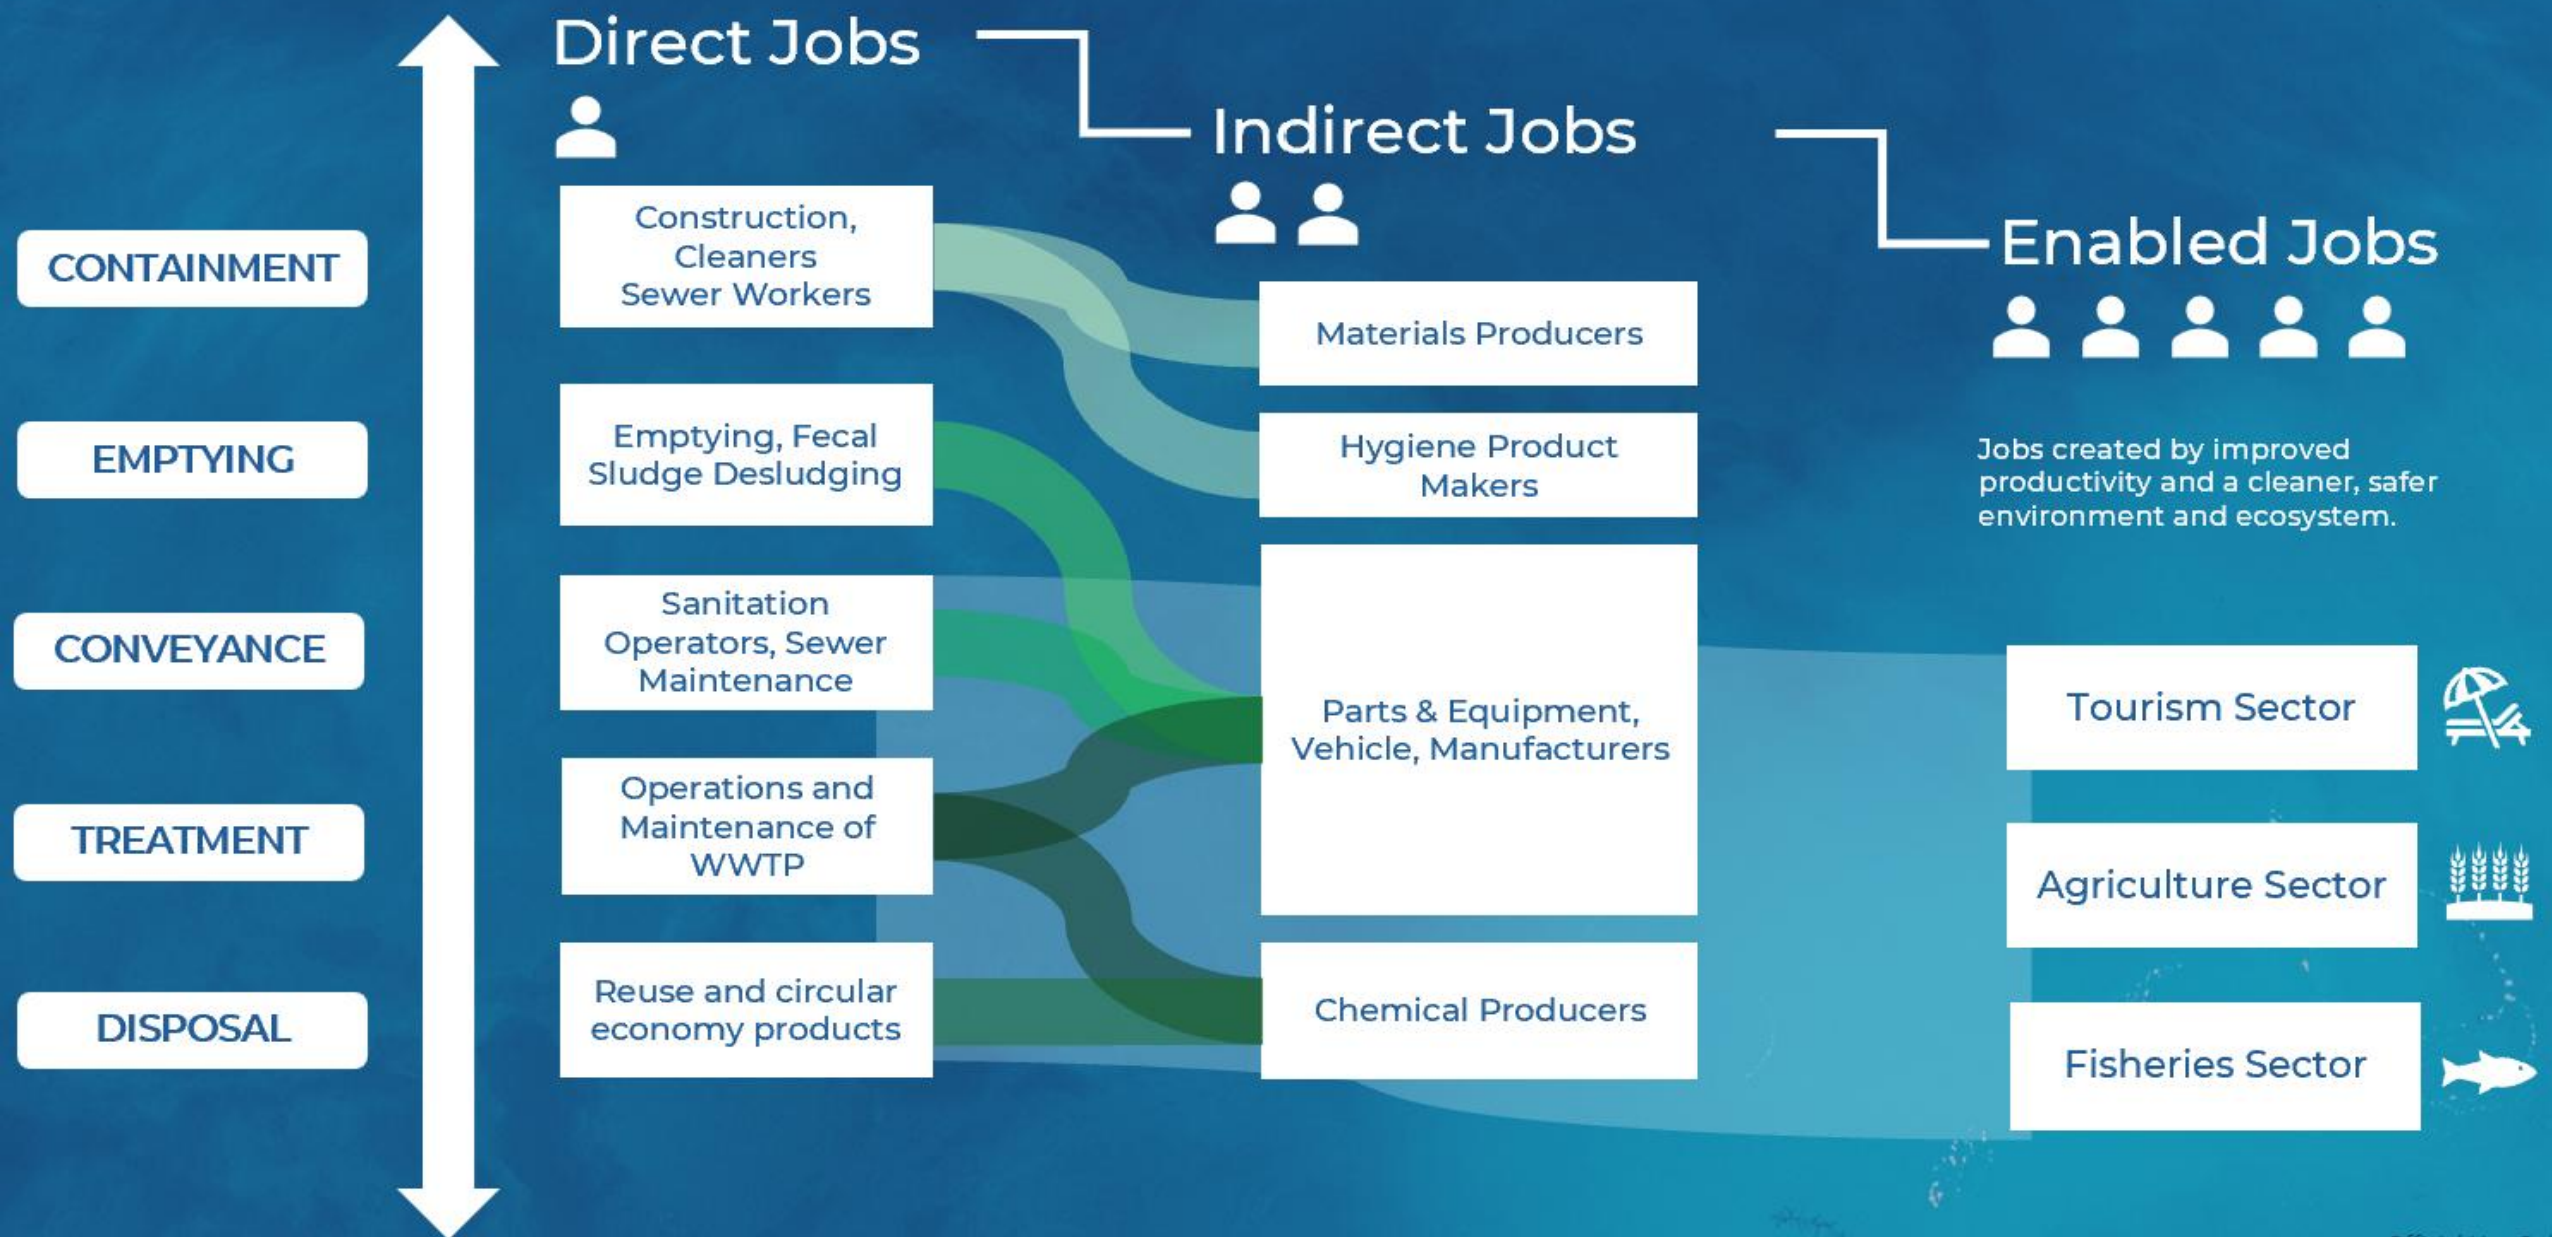 Direct Jobs
Indirect Jobs
Enabled Jobs
CONTAINMENT
EMPTYING
CONVEYANCE
TREATMENT
DISPOSAL
Construction,
Cleaners
Sewer Workers
Emptying, Fecal
Sludge Desludging
Sanitation
Operators, Sewer
Maintenance
Operations and
Maintenance of
WWTP
Reuse and circular
economy products
Materials Producers
Hygiene Product
Makers
Parts & Equipment,
Vehicle, Manufacturers
Chemical Producers
Jobs created by improved
productivity and a cleaner, safer
environment and ecosystem.
Tourism Sector
Agriculture Sector
Fisheries Sector